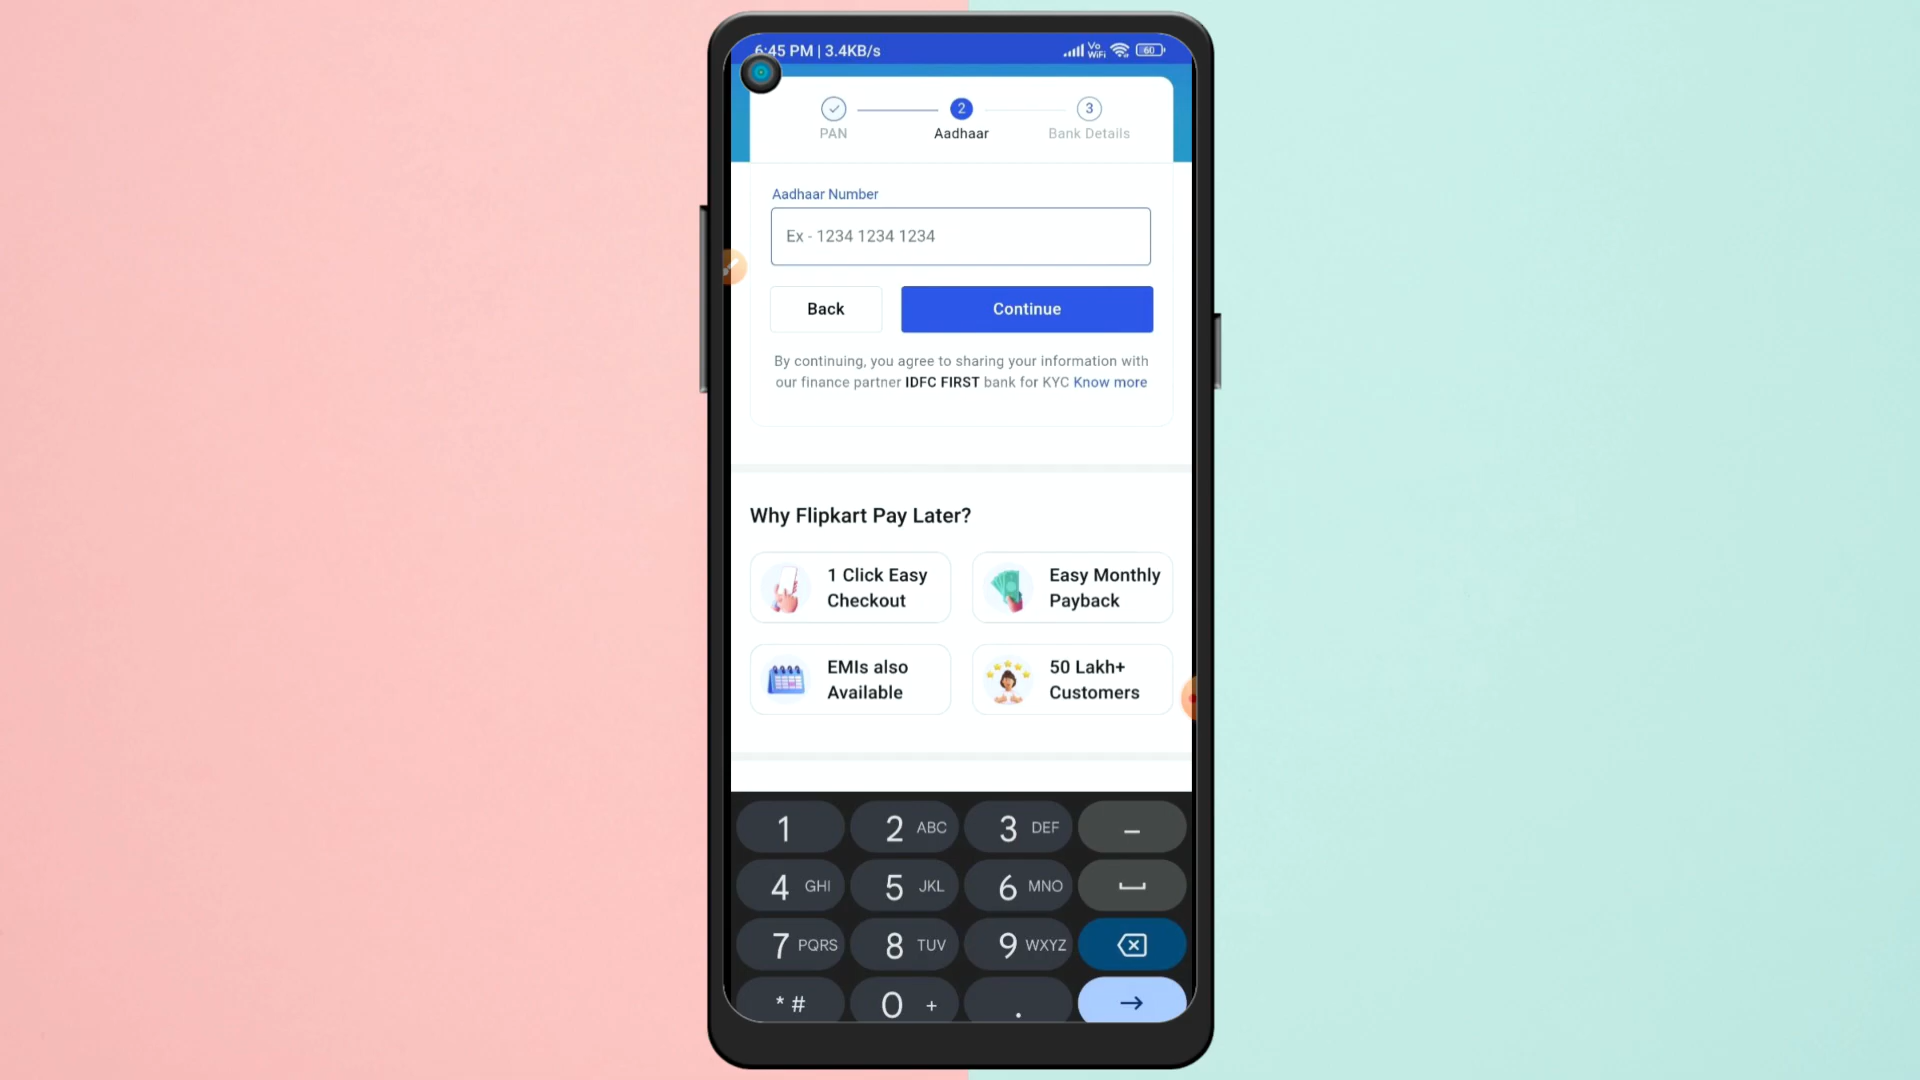 6:45 PM | 3.4KB/s Vo WiFi 60
2 3
PAN Aadhaar Bank Details
Aadhaar Number
Ex - 1234 1234 1234
Back Continue
By continuing, you agree to sharing your information with
our finance partner IDFC FIRST bank for KYC Know more
Why Flipkart Pay Later?
1 Click Easy
Checkout
Easy Monthly
Payback
EMIs also
Available
50 Lakh+
Customers
1 2 ABC 3 DEF –
4 GHI 5 JKL 6 MNO
7 PQRS 8 TUV 9 WXYZ
* # 0 + .